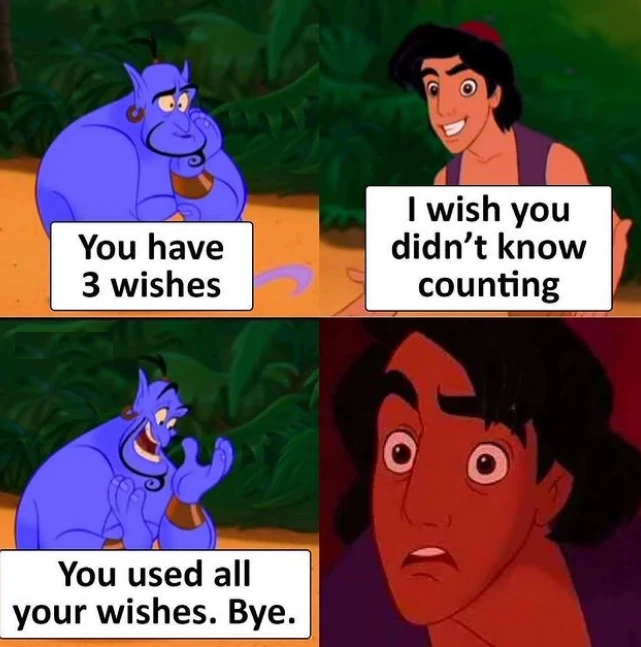 You have
3 wishes
I wish you
didn’t know
counting
You used all
your wishes. Bye.